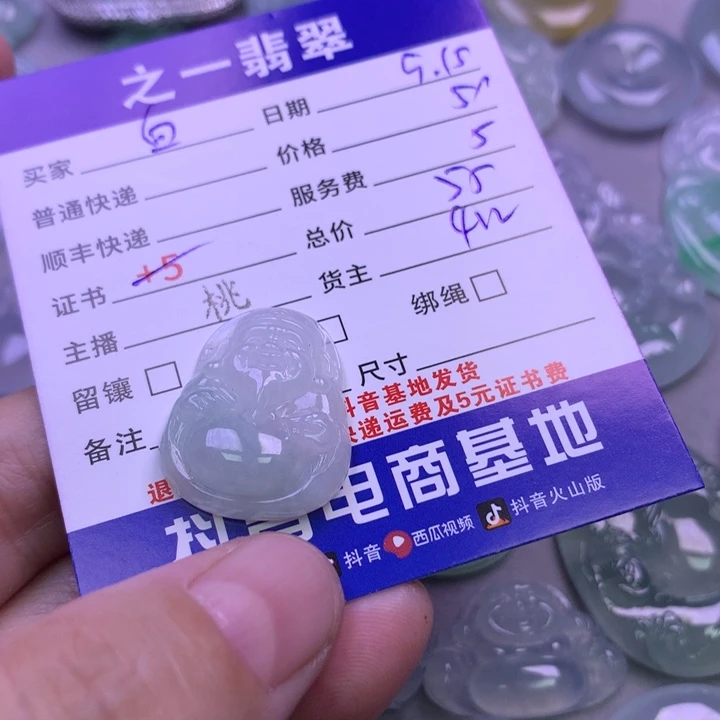 之一翡翠
买家 日期 5.15
普通快递 价格
顺丰快递 服务费 5
证书 +5 总价
主播 桃 货主
留镶 绑绳
备注 尺寸
抖音基地发货
快递运费及5元证书费
退
抖音电商基地
抖音 西瓜视频 抖音火山版